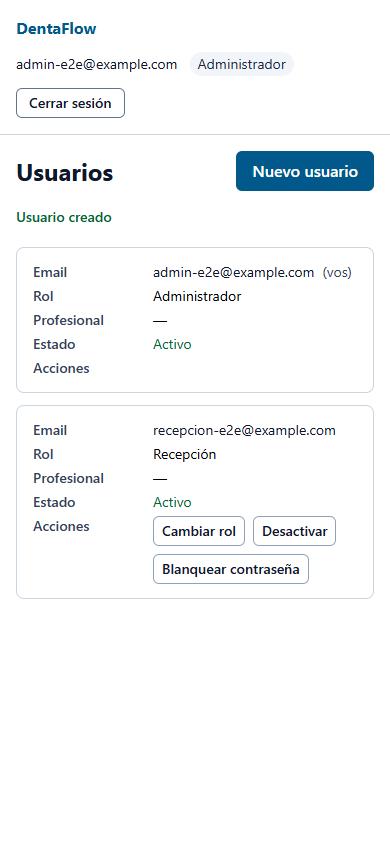 DentaFlow
admin-e2e@example.com Administrador
Cerrar sesión
Usuarios Nuevo usuario
Usuario creado
Email admin-e2e@example.com (vos)
Rol Administrador
Profesional —
Estado Activo
Acciones
Email recepcion-e2e@example.com
Rol Recepción
Profesional —
Estado Activo
Acciones Cambiar rol Desactivar
Blanquear contraseña